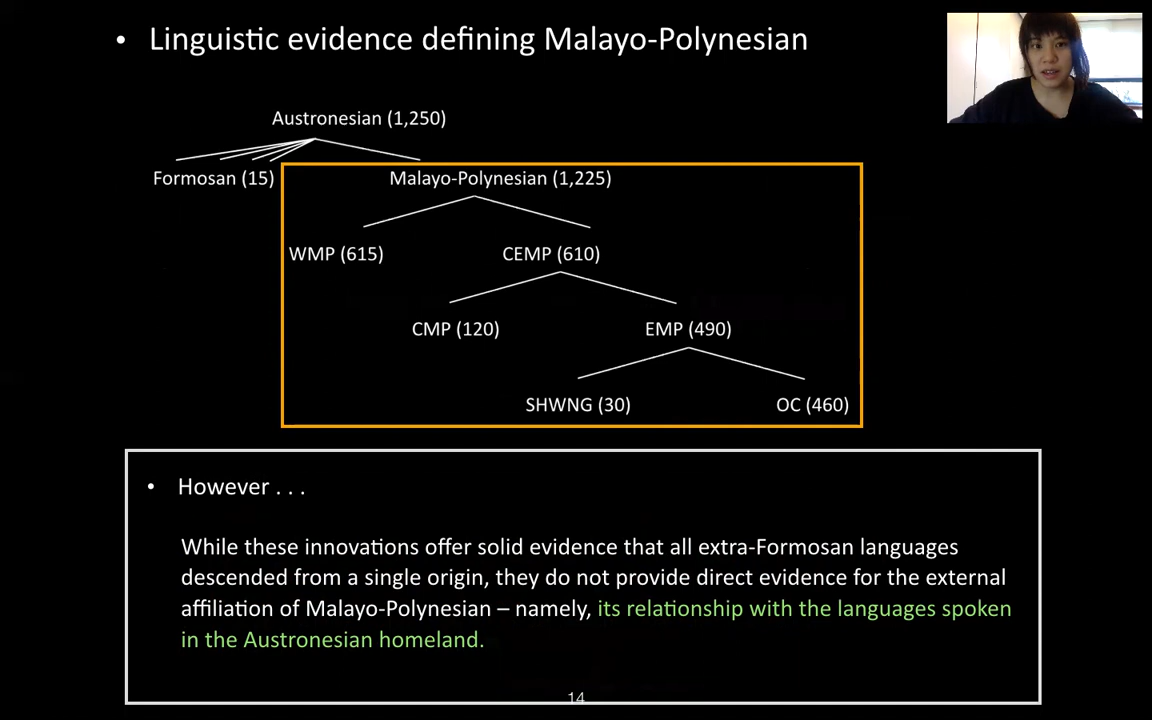 • Linguistic evidence defining Malayo-Polynesian
Austronesian (1,250)
Formosan (15) Malayo-Polynesian (1,225)
WMP (615) CEMP (610)
CMP (120) EMP (490)
SHWNG (30) OC (460)
• However . . .
While these innovations offer solid evidence that all extra-Formosan languages
descended from a single origin, they do not provide direct evidence for the external
affiliation of Malayo-Polynesian – namely, its relationship with the languages spoken
in the Austronesian homeland.
14